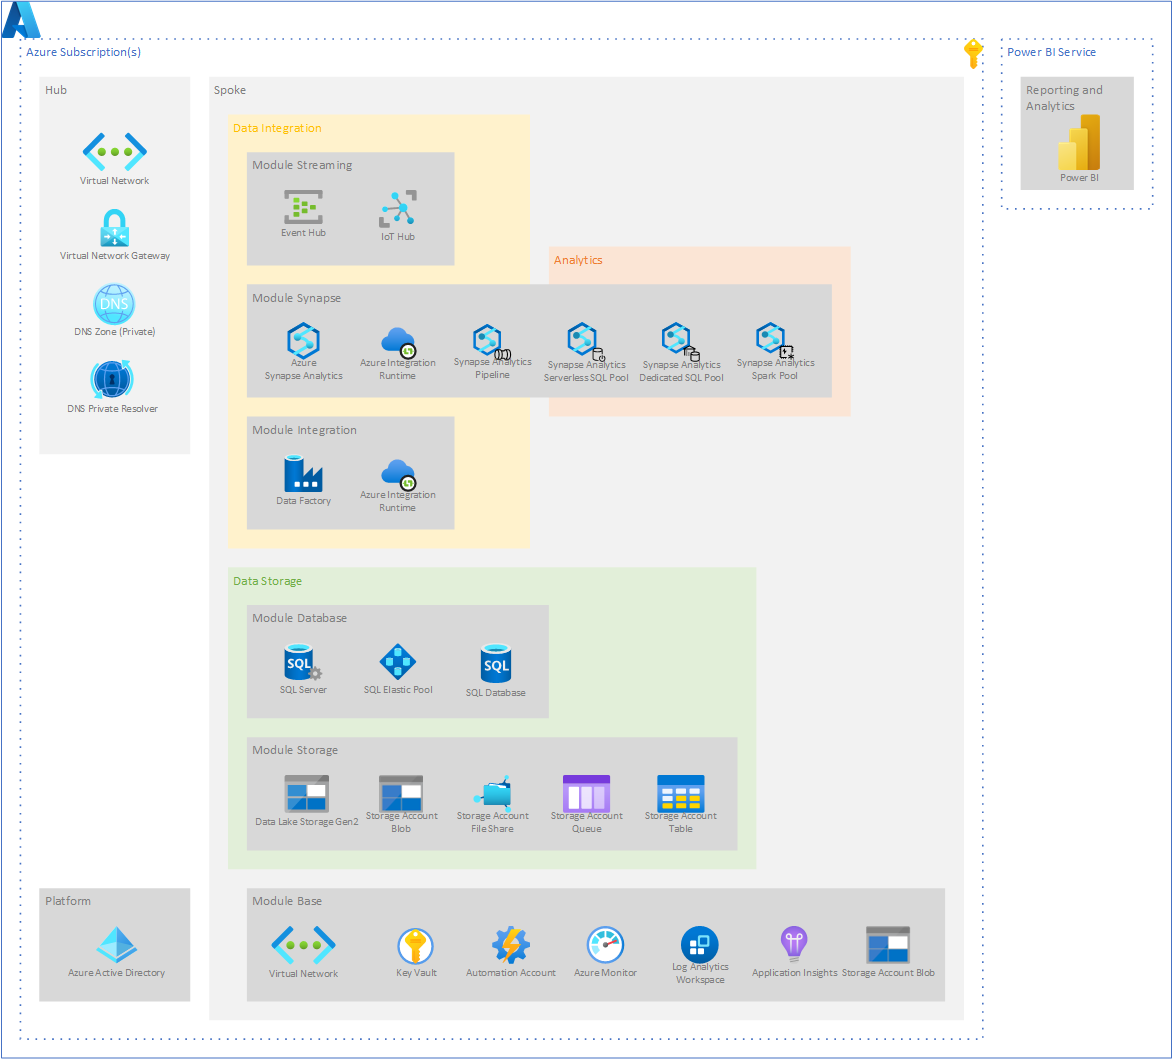 Azure Subscription(s)
Power BI Service
Hub
Spoke
Reporting and
Analytics
Power BI
Data Integration
Module Streaming
Event Hub
IoT Hub
Virtual Network
Virtual Network Gateway
DNS
DNS Zone (Private)
DNS Private Resolver
Analytics
Module Synapse
Azure
Synapse Analytics
Azure Integration
Runtime
Synapse Analytics
Pipeline
Synapse Analytics
Serverless SQL Pool
Synapse Analytics
Dedicated SQL Pool
Synapse Analytics
Spark Pool
Module Integration
Data Factory
Azure Integration
Runtime
Data Storage
Module Database
SQL
SQL Server
SQL Elastic Pool
SQL
SQL Database
Module Storage
Data Lake Storage Gen2
Storage Account
Blob
Storage Account
File Share
Storage Account
Queue
Storage Account
Table
Platform
Azure Active Directory
Module Base
Virtual Network
Key Vault
Automation Account
Azure Monitor
Log Analytics
Workspace
Application Insights
Storage Account Blob